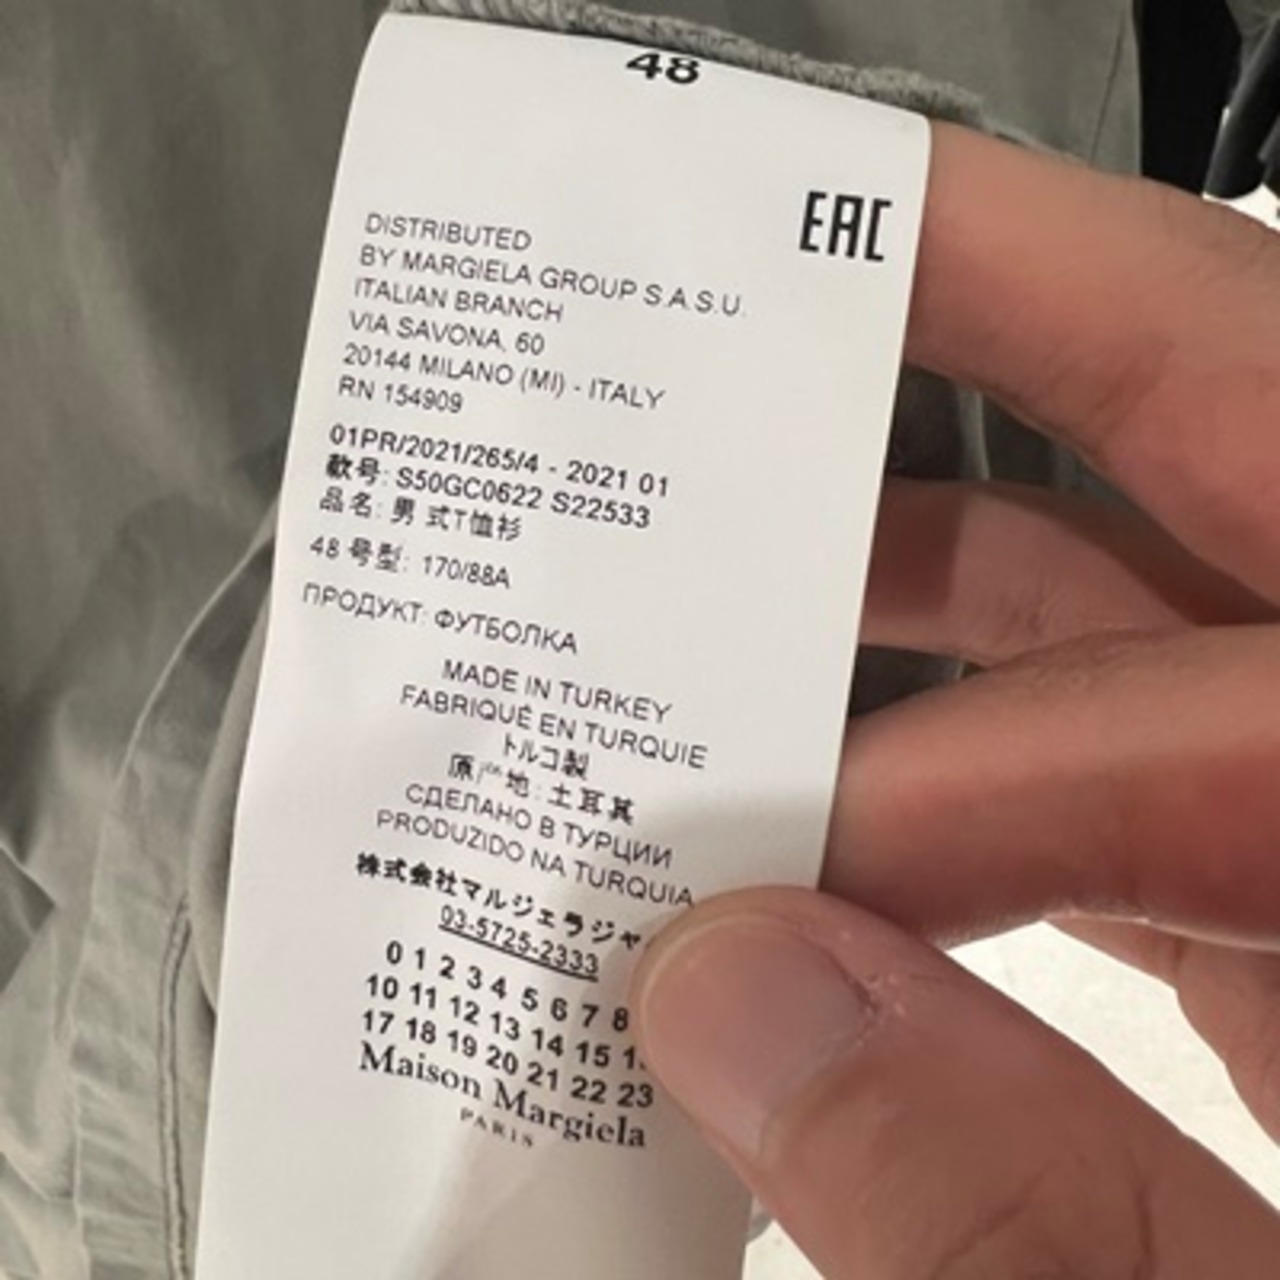 48
EAC
DISTRIBUTED
BY MARGIELA GROUP S.A.S.U.
ITALIAN BRANCH
VIA SAVONA, 60
20144 MILANO (MI) - ITALY
RN 154909
01PR/2021/265/4 - 2021 01
款号: S50GC0622 S22533
品名: 男 式T恤衫
48 号型: 170/88A
ПРОДУКТ: ФУТБОЛКА
MADE IN TURKEY
FABRIQUÉ EN TURQUIE
トルコ製
原产地: 土耳其
СДЕЛАНО В ТУРЦИИ
PRODUZIDO NA TURQUIA
株式会社マルジェラジャ
03-5725-2333
0 1 2 3 4 5 6 7 8
10 11 12 13 14 15
17 18 19 20 21 22 23
Maison Margiela
PARIS